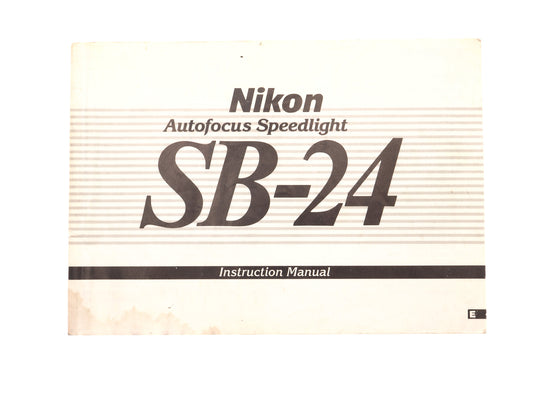 Nikon
Autofocus Speedlight
SB-24
Instruction Manual
E